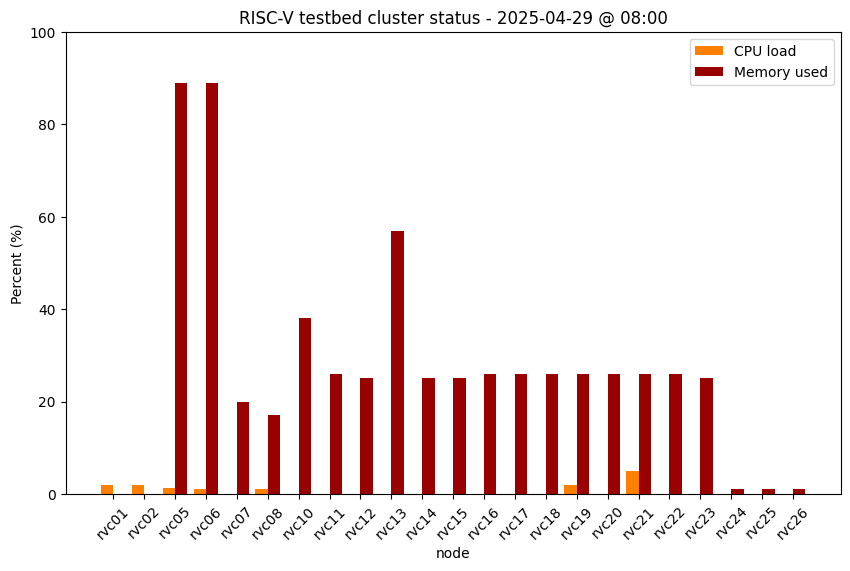 RISC-V testbed cluster status - 2025-04-29 @ 08:00
CPU load
Memory used
Percent (%)
100
80
60
40
20
0
rvc01 rvc02 rvc05 rvc06 rvc07 rvc08 rvc10 rvc11 rvc12 rvc13 rvc14 rvc15 rvc16 rvc17 rvc18 rvc19 rvc20 rvc21 rvc22 rvc23 rvc24 rvc25 rvc26
node